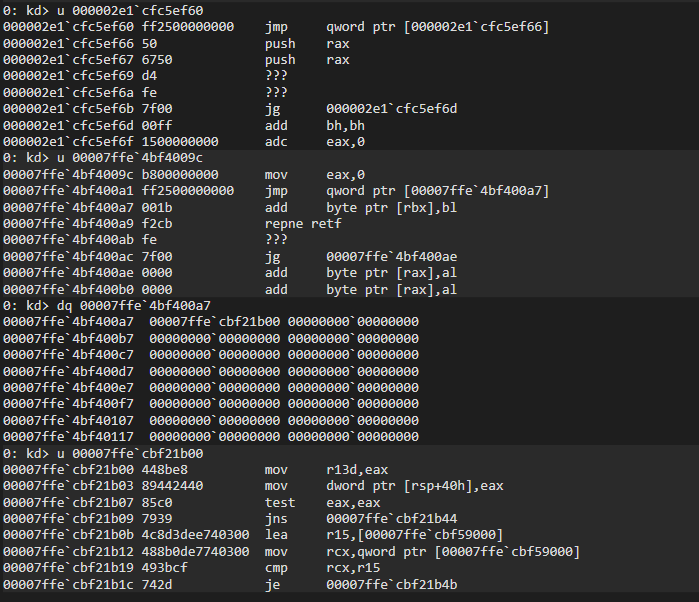 0: kd> u 000002e1`cfc5ef60
000002e1`cfc5ef60 ff2500000000    jmp     qword ptr [000002e1`cfc5ef66]
000002e1`cfc5ef66 50              push    rax
000002e1`cfc5ef67 6750            push    rax
000002e1`cfc5ef69 d4              ???
000002e1`cfc5ef6a fe              ???
000002e1`cfc5ef6b 7f00            jg      000002e1`cfc5ef6d
000002e1`cfc5ef6d 00ff            add     bh,bh
000002e1`cfc5ef6f 1500000000      adc     eax,0
0: kd> u 00007ffe`4bf4009c
00007ffe`4bf4009c b800000000      mov     eax,0
00007ffe`4bf400a1 ff2500000000    jmp     qword ptr [00007ffe`4bf400a7]
00007ffe`4bf400a7 001b            add     byte ptr [rbx],bl
00007ffe`4bf400a9 f2cb            repne retf
00007ffe`4bf400ab fe              ???
00007ffe`4bf400ac 7f00            jg      00007ffe`4bf400ae
00007ffe`4bf400ae 0000            add     byte ptr [rax],al
00007ffe`4bf400b0 0000            add     byte ptr [rax],al
0: kd> dq 00007ffe`4bf400a7
00007ffe`4bf400a7  00007ffe`cbf21b00 00000000`00000000
00007ffe`4bf400b7  00000000`00000000 00000000`00000000
00007ffe`4bf400c7  00000000`00000000 00000000`00000000
00007ffe`4bf400d7  00000000`00000000 00000000`00000000
00007ffe`4bf400e7  00000000`00000000 00000000`00000000
00007ffe`4bf400f7  00000000`00000000 00000000`00000000
00007ffe`4bf40107  00000000`00000000 00000000`00000000
00007ffe`4bf40117  00000000`00000000 00000000`00000000
0: kd> u 00007ffe`cbf21b00
00007ffe`cbf21b00 448be8          mov     r13d,eax
00007ffe`cbf21b03 89442440        mov     dword ptr [rsp+40h],eax
00007ffe`cbf21b07 85c0            test    eax,eax
00007ffe`cbf21b09 7939            jns     00007ffe`cbf21b44
00007ffe`cbf21b0b 4c8d3dee740300  lea     r15,[00007ffe`cbf59000]
00007ffe`cbf21b12 488b0de7740300  mov     rcx,qword ptr [00007ffe`cbf59000]
00007ffe`cbf21b19 493bcf          cmp     rcx,r15
00007ffe`cbf21b1c 742d            je      00007ffe`cbf21b4b